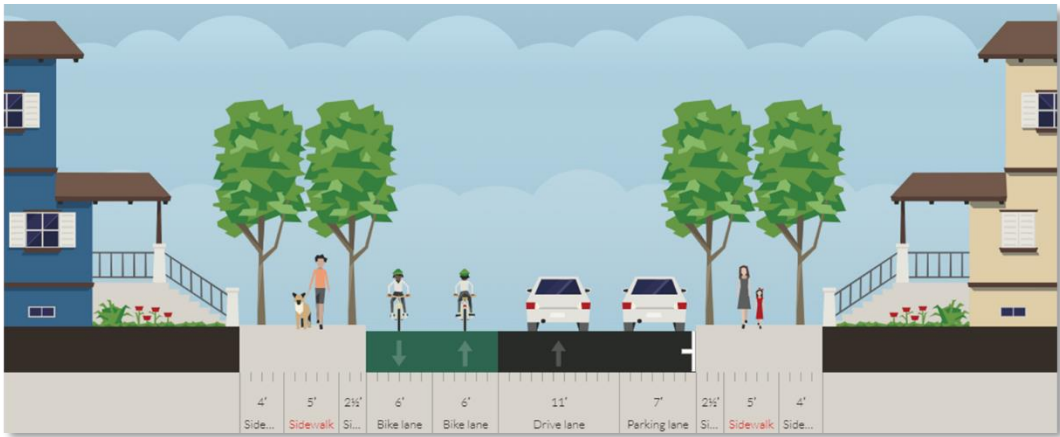 4' 5' 2½' 6' 6' 11' 7' 2½' 5' 4'
Side... Sidewalk Si... Bike lane Bike lane Drive lane Parking lane Si... Sidewalk Side...